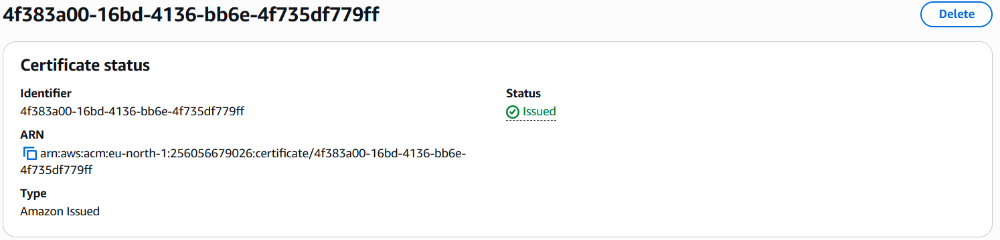 4f383a00-16bd-4136-bb6e-4f735df779ff
Delete
Certificate status
Identifier
4f383a00-16bd-4136-bb6e-4f735df779ff
Status
Issued
ARN
arn:aws:acm:eu-north-1:256056679026:certificate/4f383a00-16bd-4136-bb6e-
4f735df779ff
Type
Amazon Issued